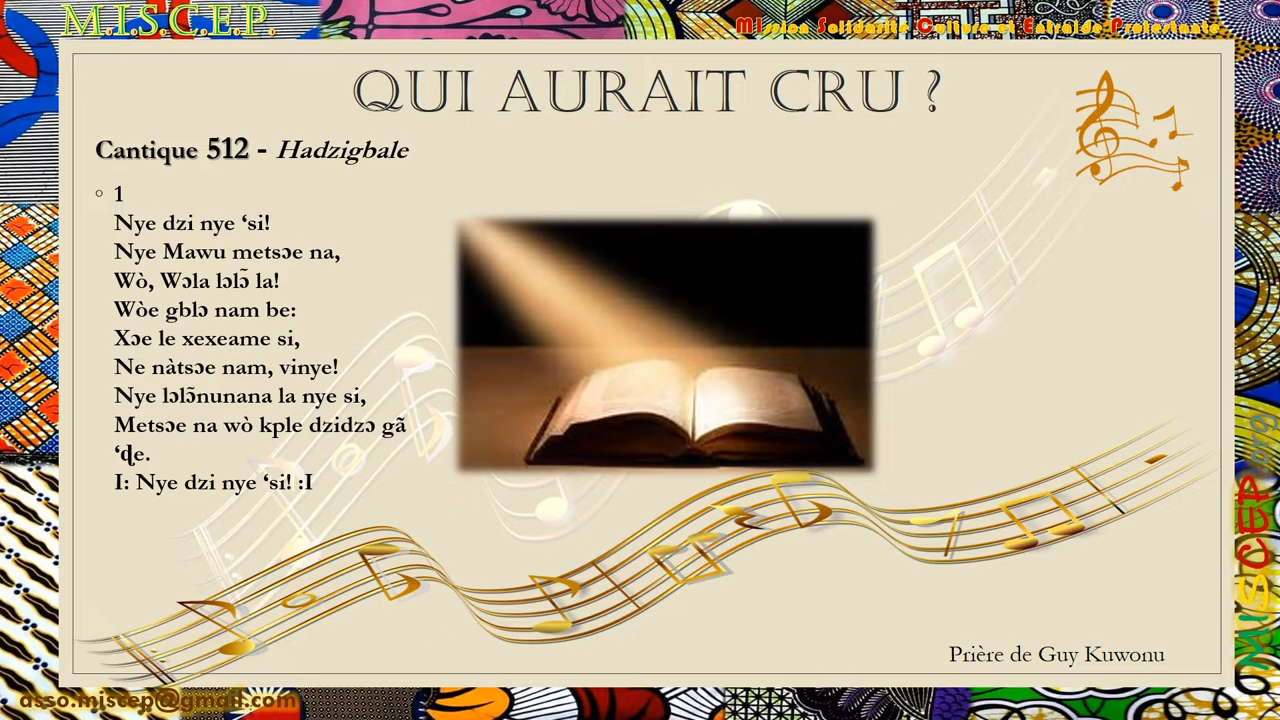 M.I.S.C.E.P.
MIssion Solidarité Culture et Entraide Protestante
QUI AURAIT CRU ?
Cantique 512 - Hadzigbale
1
Nye dzi nye ‘si!
Nye Mawu metsɔe na,
Wò, Wɔla lɔlɔ̃ la!
Wòe gblɔ nam be:
Xɔe le xexeame si,
Ne nàtsɔe nam, vinye!
Nye lɔlɔ̃nunana la nye si,
Metsɔe na wò kple dzidzɔ gã
‘ɖe.
I: Nye dzi nye ‘si! :I
Prière de Guy Kuwonu
asso.miscep@gmail.com
MISCEP.org